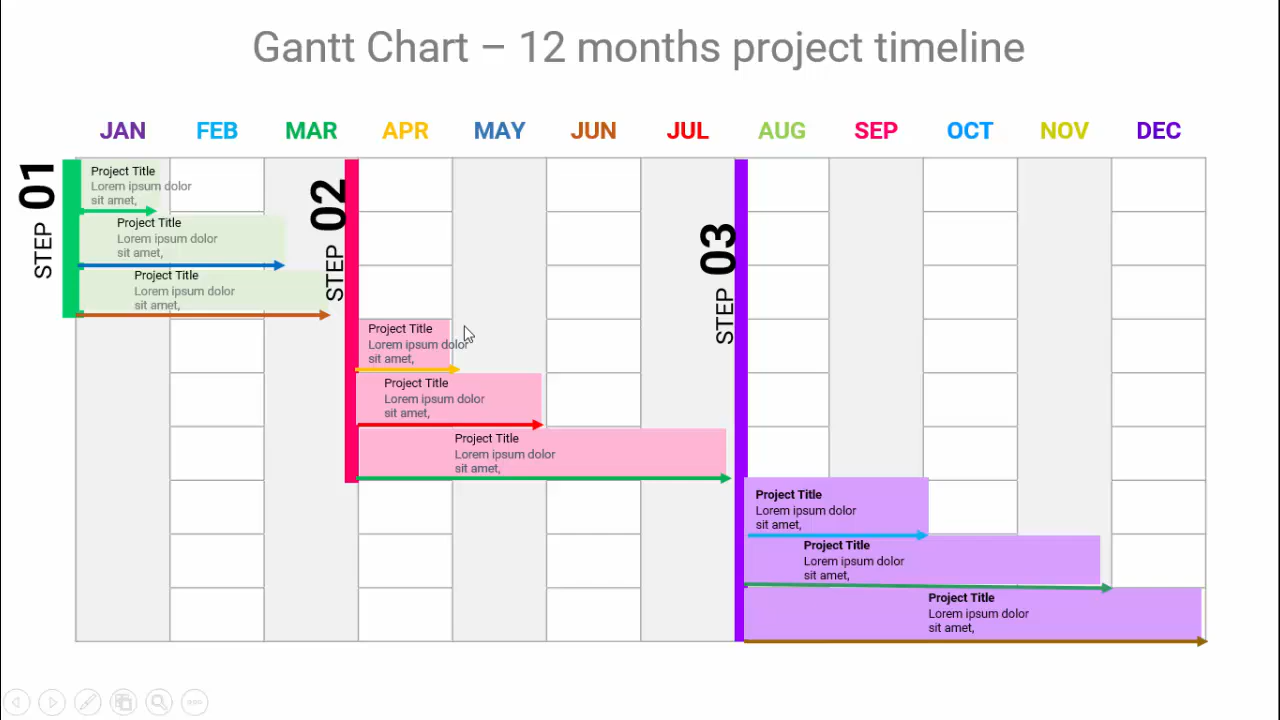 Gantt Chart – 12 months project timeline
JAN FEB MAR APR MAY JUN JUL AUG SEP OCT NOV DEC
STEP 01
Project Title
Lorem ipsum dolor
sit amet,
Project Title
Lorem ipsum dolor
sit amet,
Project Title
Lorem ipsum dolor
sit amet,
STEP 02
Project Title
Lorem ipsum dolor
sit amet,
Project Title
Lorem ipsum dolor
sit amet,
Project Title
Lorem ipsum dolor
sit amet,
STEP 03
Project Title
Lorem ipsum dolor
sit amet,
Project Title
Lorem ipsum dolor
sit amet,
Project Title
Lorem ipsum dolor
sit amet,